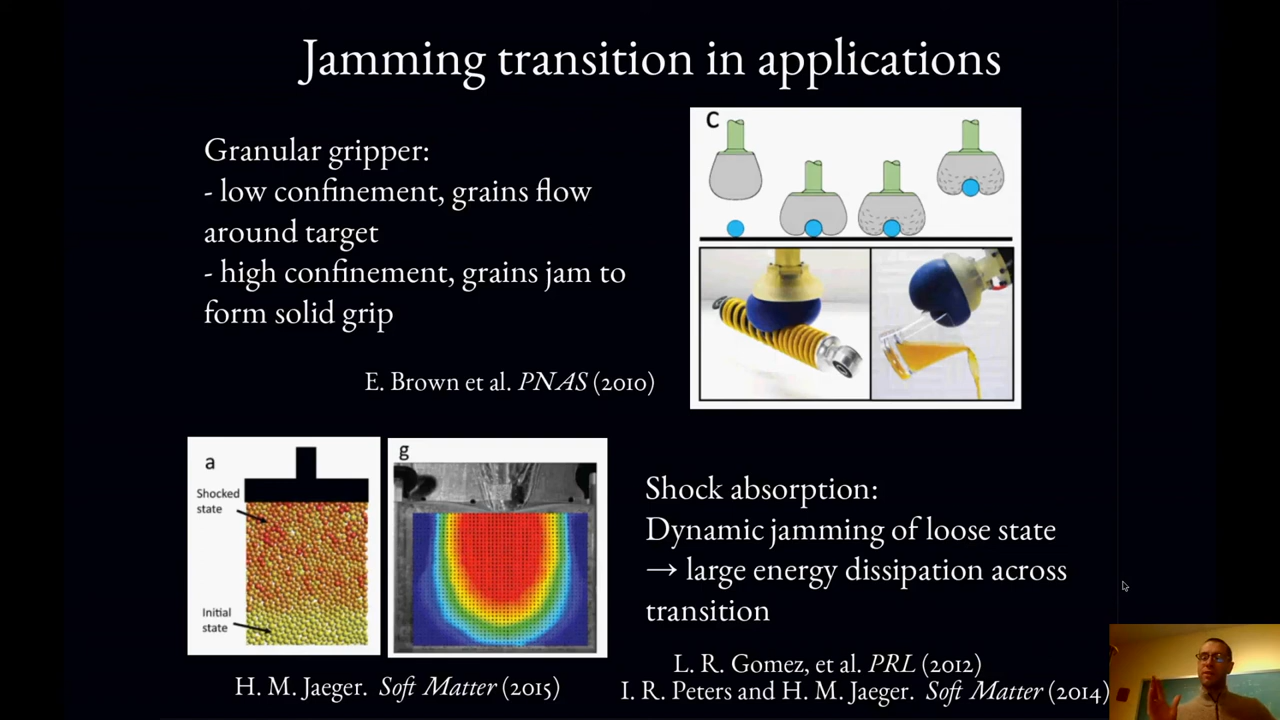 Jamming transition in applications
Granular gripper:
- low confinement, grains flow
around target
- high confinement, grains jam to
form solid grip
E. Brown et al. PNAS (2010)
C
a
Shocked
state
Initial
state
g
H. M. Jaeger. Soft Matter (2015)
Shock absorption:
Dynamic jamming of loose state
→ large energy dissipation across
transition
L. R. Gomez, et al. PRL (2012)
I. R. Peters and H. M. Jaeger. Soft Matter (2014)